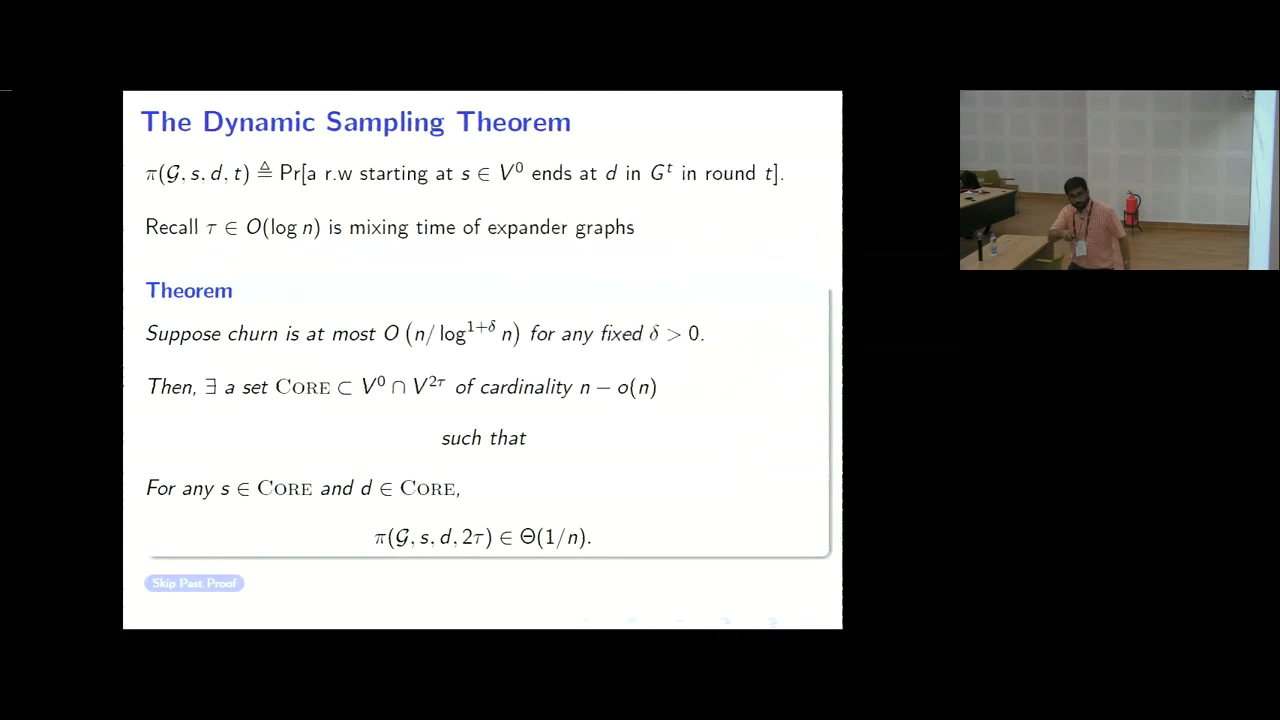 The Dynamic Sampling Theorem
π(𝒢, s, d, t) ≜ Pr[a r.w starting at s ∈ V⁰ ends at d in Gᵗ in round t].
Recall τ ∈ O(log n) is mixing time of expander graphs
Theorem
Suppose churn is at most O (n/ log^{1+δ} n) for any fixed δ > 0.
Then, ∃ a set CORE ⊂ V⁰ ∩ V^{2τ} of cardinality n − o(n)
such that
For any s ∈ CORE and d ∈ CORE,
π(𝒢, s, d, 2τ) ∈ Θ(1/n).
Skip Past Proof